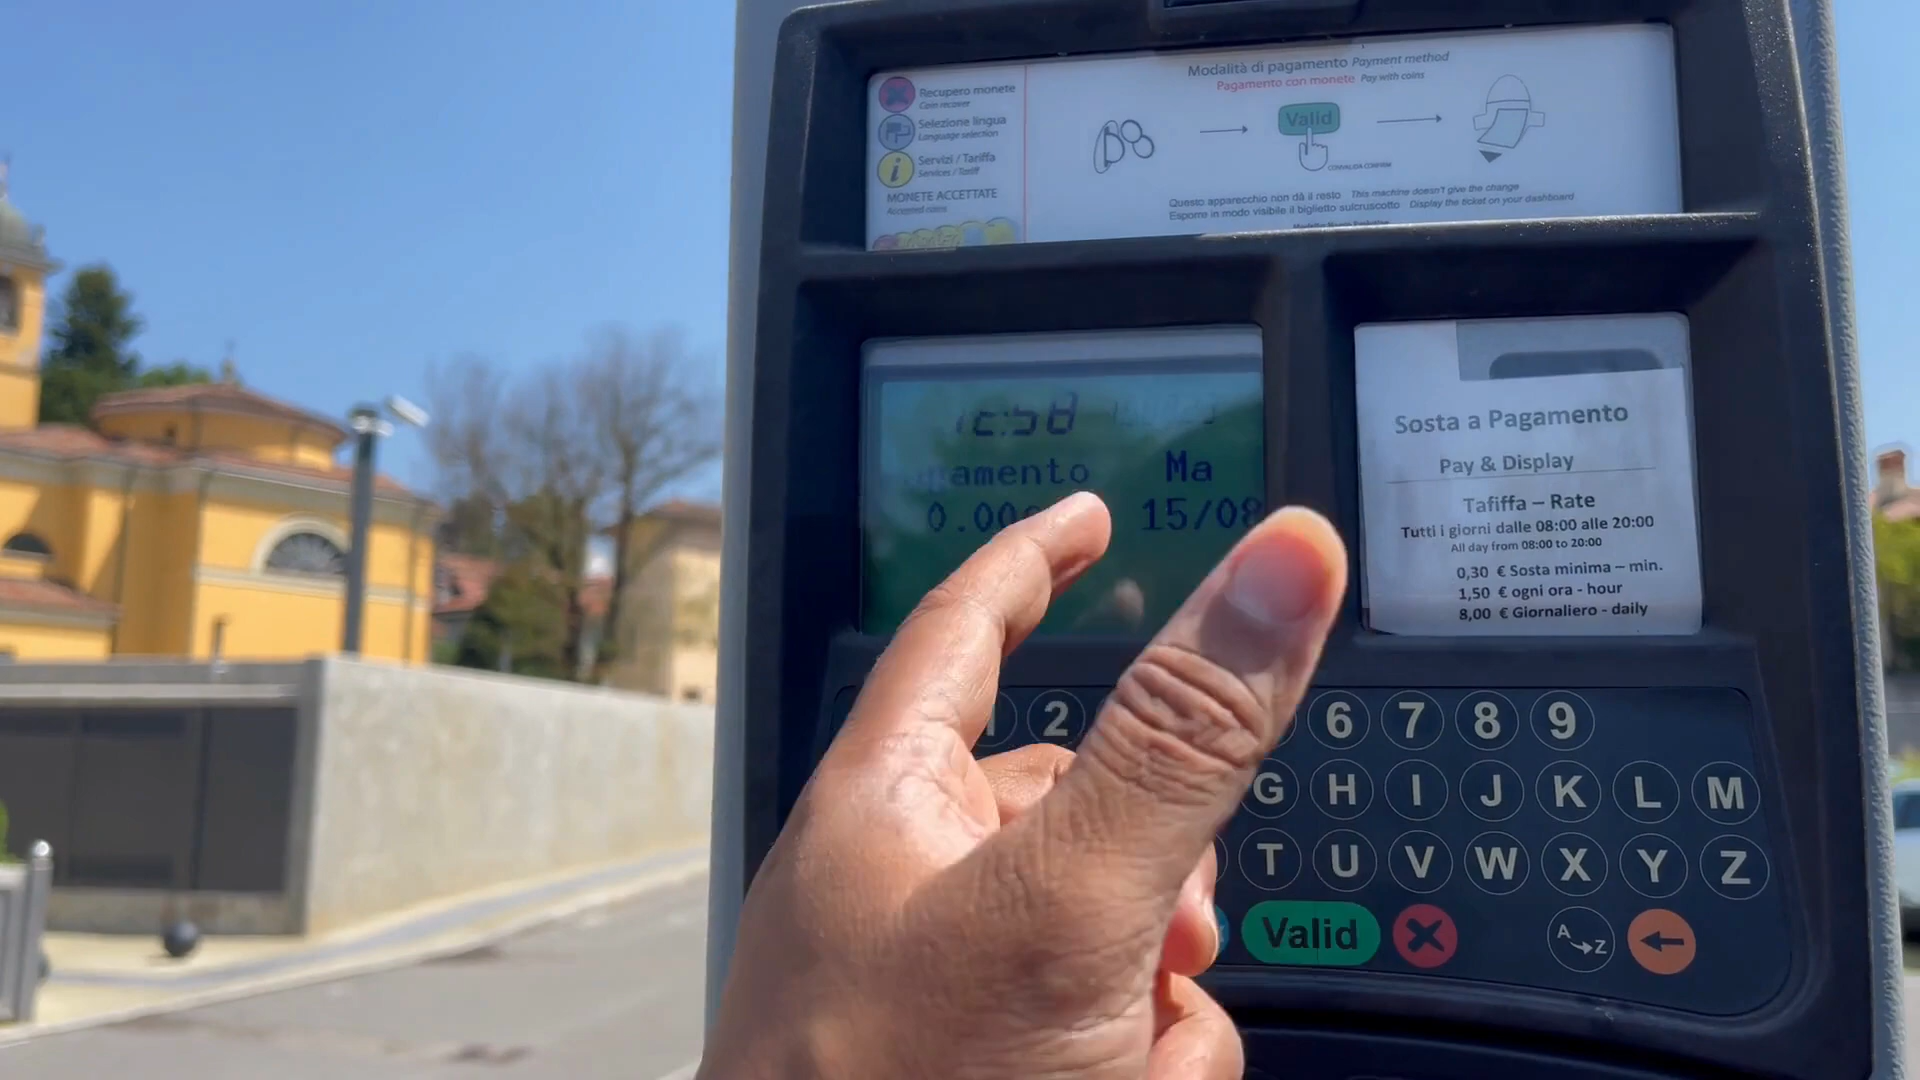 Modalità di pagamento Payment method
Pagamento con monete Pay with coins
Recupero monete
Coin recover
Selezione lingua
Language selection
Servizi / Tariffa
Services / Tariff
MONETE ACCETTATE
Accepted coins
Valid
CONVALIDA CONFIRM
Questo apparecchio non dà il resto This machine doesn't give the change
Esporre in modo visibile il biglietto sulcruscotto Display the ticket on your dashboard
amento Ma
0.00 15/08
Sosta a Pagamento
Pay & Display
Tafiffa – Rate
Tutti i giorni dalle 08:00 alle 20:00
All day from 08:00 to 20:00
0,30 € Sosta minima – min.
1,50 € ogni ora - hour
8,00 € Giornaliero - daily
1 2 6 7 8 9
G H I J K L M
T U V W X Y Z
Valid A Z